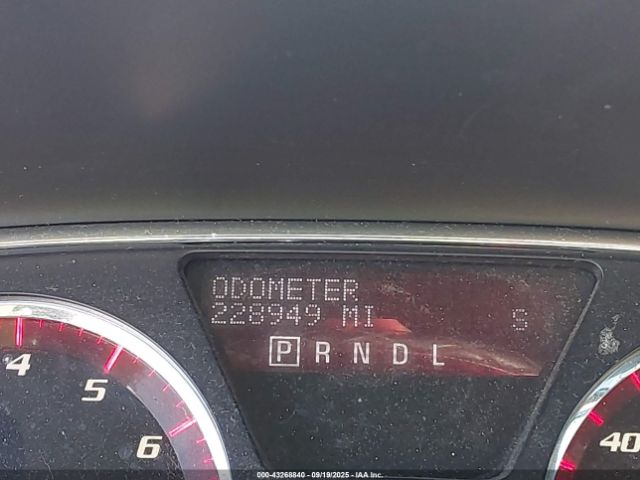 ODOMETER
228949 MI S
P R N D L
4
5
6
40
000-43268840 - 09/19/2025 - IAA Inc.